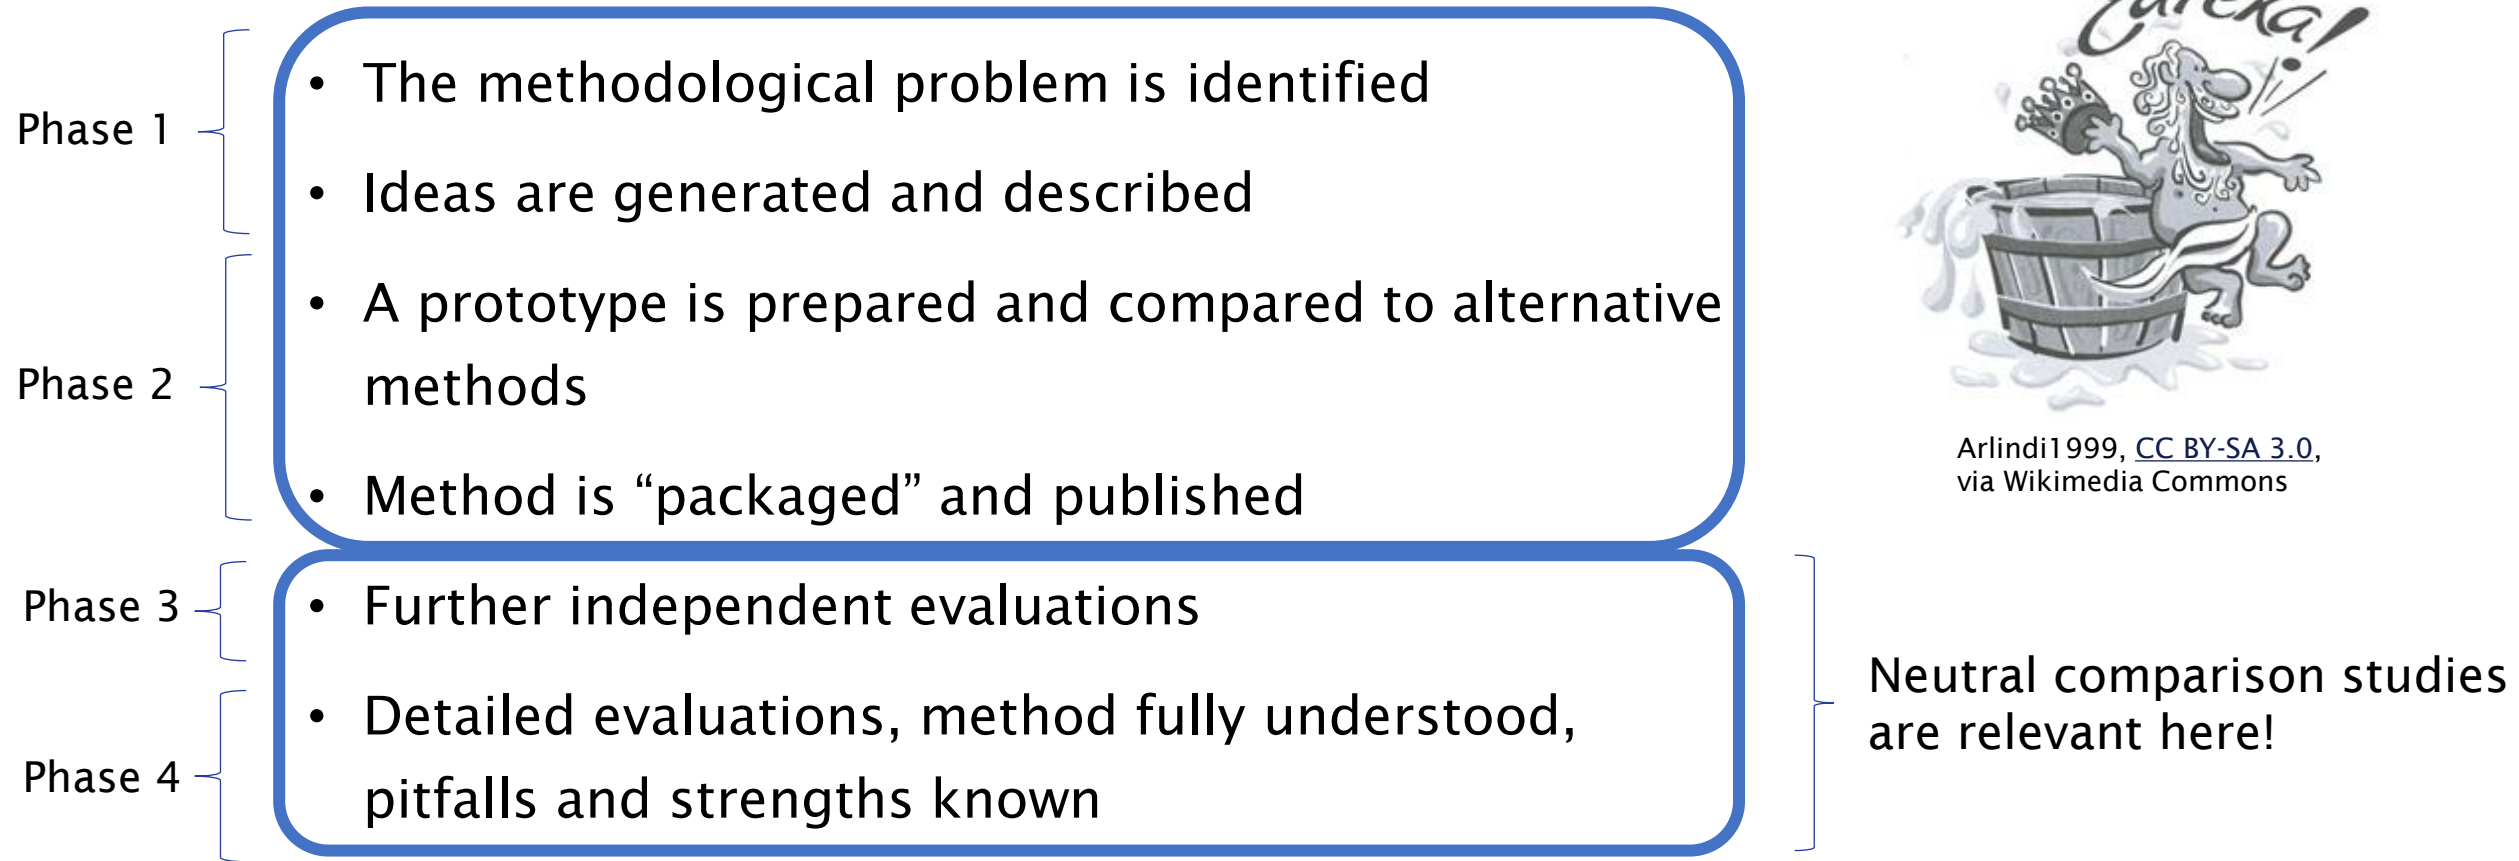 Phase 1
• The methodological problem is identified
• Ideas are generated and described
Phase 2
• A prototype is prepared and compared to alternative
methods
• Method is “packaged” and published
Phase 3
• Further independent evaluations
Phase 4
• Detailed evaluations, method fully understood,
pitfalls and strengths known
Eureka!
Arlindi1999, CC BY-SA 3.0,
via Wikimedia Commons
Neutral comparison studies
are relevant here!